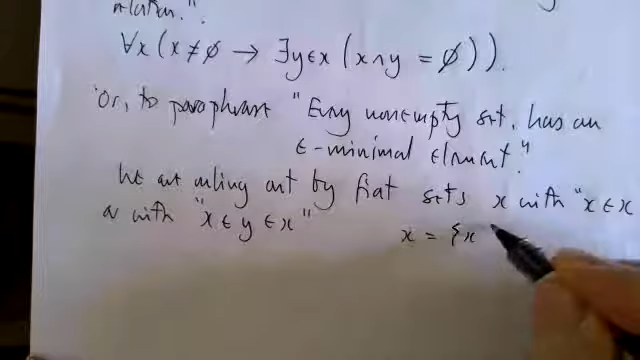 relation.".
∀x(x≠∅ → ∃y∈x (x∩y = ∅)).
Or, to paraphrase "Every nonempty set, has an
∈-minimal element."
We are ruling out by fiat sets x with "x∈x
or with "x∈y∈x"
x = {x